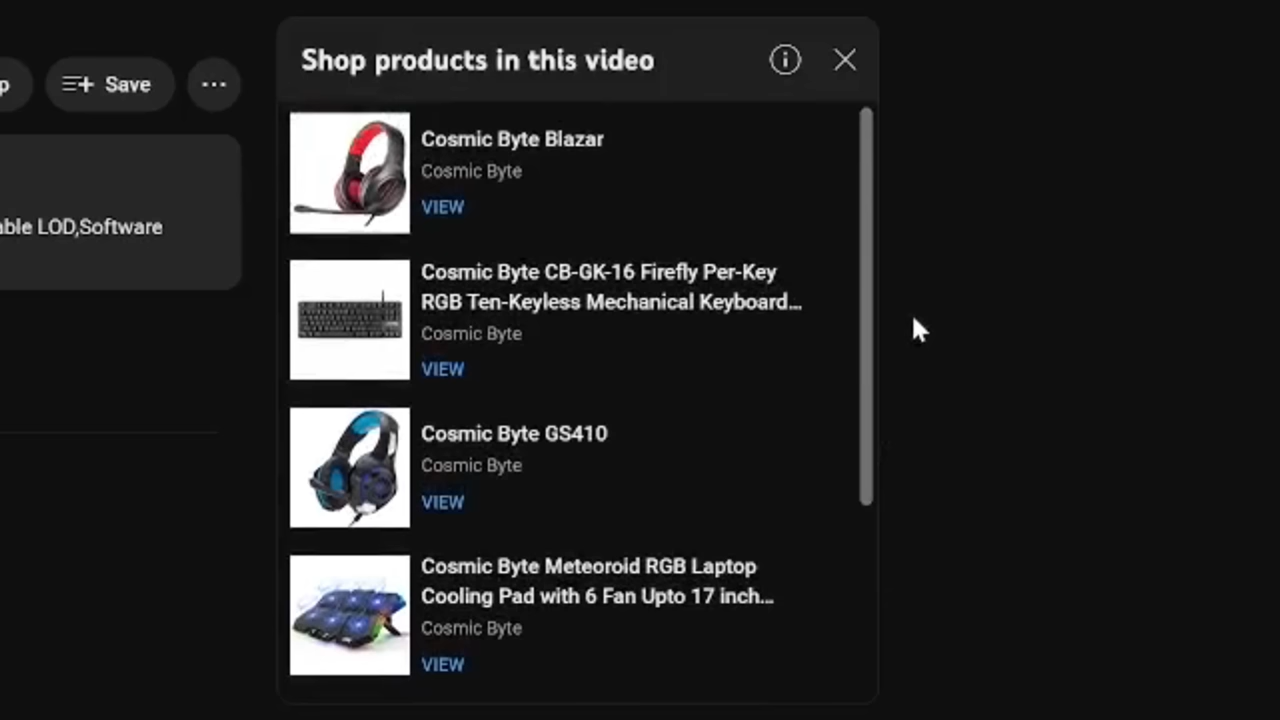 Shop products in this video
Save
able LOD,Software
Cosmic Byte Blazar
Cosmic Byte
VIEW
Cosmic Byte CB-GK-16 Firefly Per-Key
RGB Ten-Keyless Mechanical Keyboard...
Cosmic Byte
VIEW
Cosmic Byte GS410
Cosmic Byte
VIEW
Cosmic Byte Meteoroid RGB Laptop
Cooling Pad with 6 Fan Upto 17 inch...
Cosmic Byte
VIEW